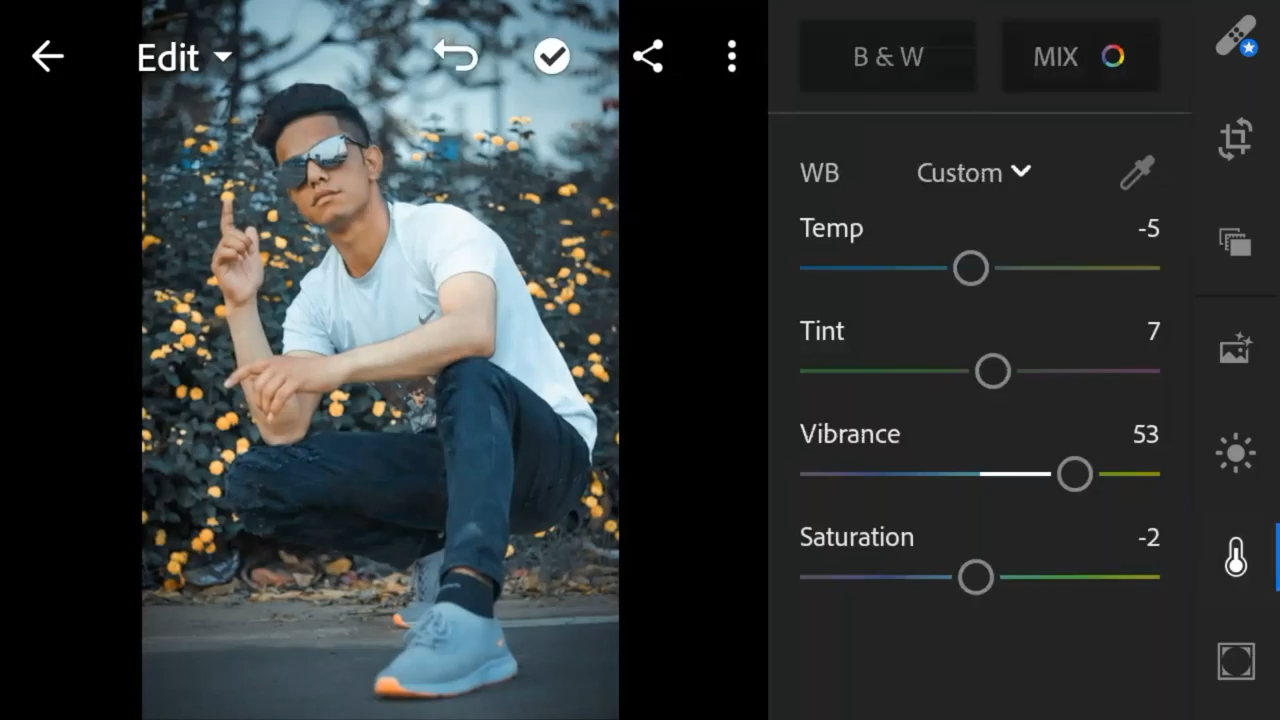 Edit
B & W
MIX
WB
Custom
Temp
-5
Tint
7
Vibrance
53
Saturation
-2